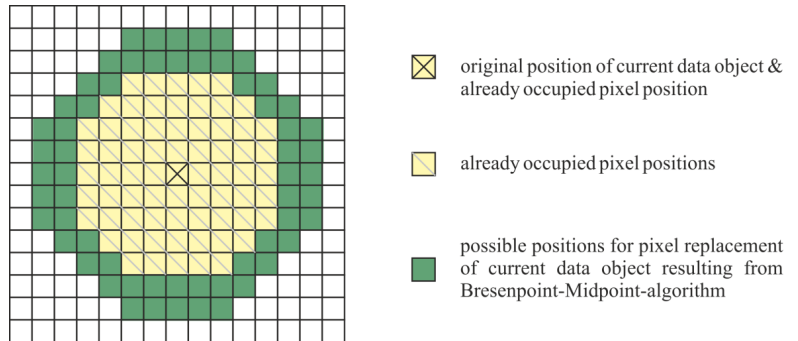 original position of current data object &
already occupied pixel position
already occupied pixel positions
possible positions for pixel replacement
of current data object resulting from
Bresenpoint-Midpoint-algorithm